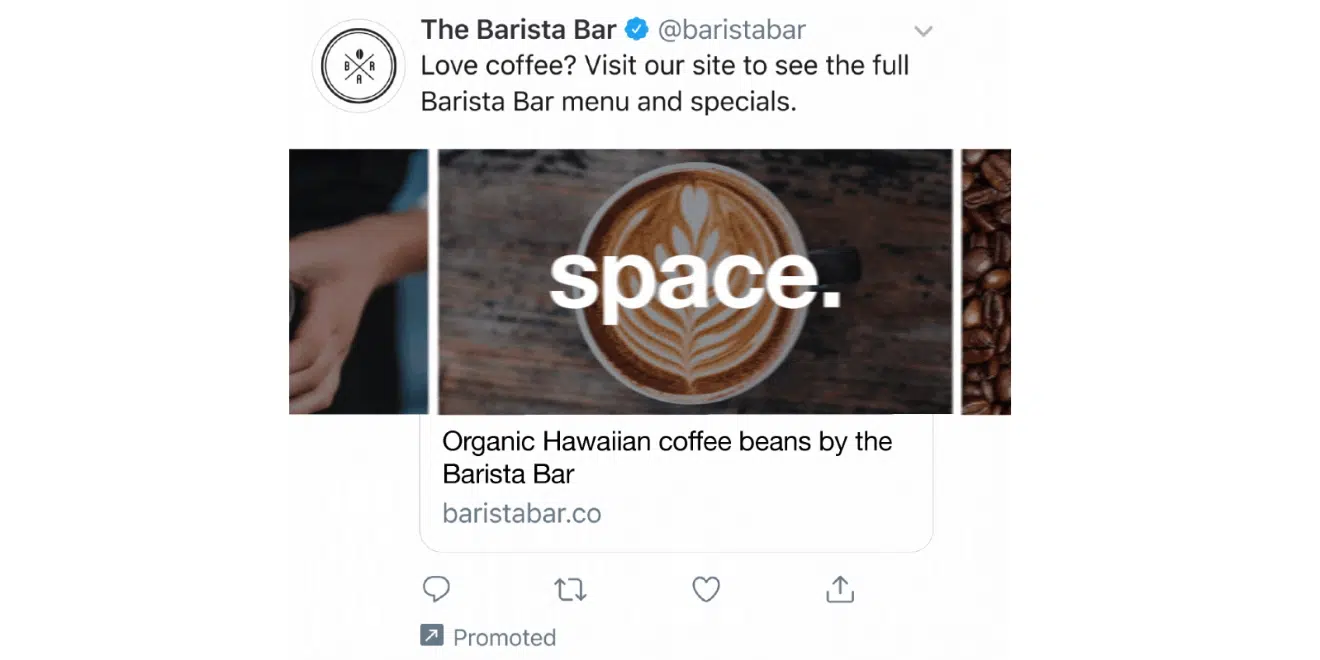 The Barista Bar @baristabar
Love coffee? Visit our site to see the full
Barista Bar menu and specials.
B A R
A
space.
Organic Hawaiian coffee beans by the
Barista Bar
baristabar.co
Promoted